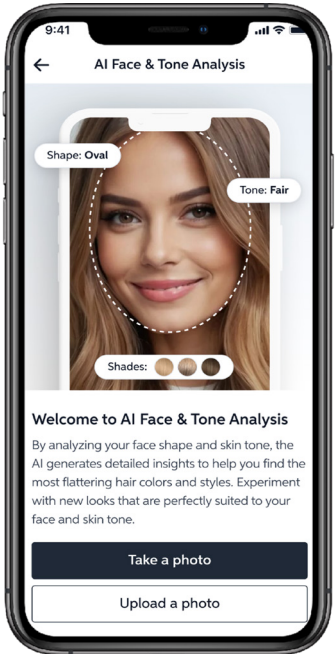 9:41
AI Face & Tone Analysis
Shape: Oval
Tone: Fair
Shades:
Welcome to AI Face & Tone Analysis
By analyzing your face shape and skin tone, the
AI generates detailed insights to help you find the
most flattering hair colors and styles. Experiment
with new looks that are perfectly suited to your
face and skin tone.
Take a photo
Upload a photo